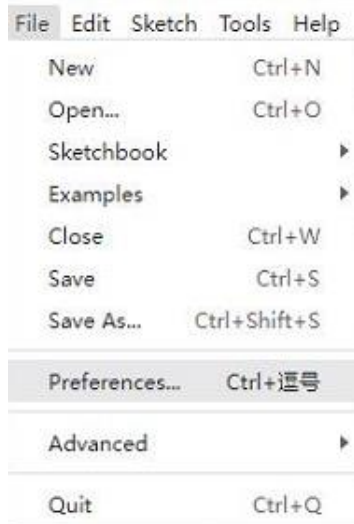 File Edit Sketch Tools Help
New Ctrl+N
Open... Ctrl+O
Sketchbook
Examples
Close Ctrl+W
Save Ctrl+S
Save As... Ctrl+Shift+S
Preferences... Ctrl+逗号
Advanced
Quit Ctrl+Q